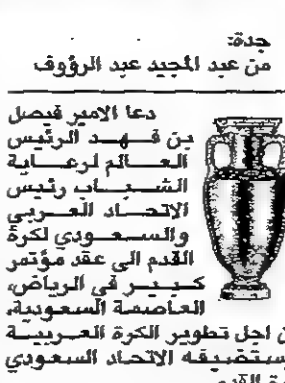 جدة:
من عبد المجيد عبد الرؤوف
دعا الامير فيصل
بن فهد الرئيس
العام لرعاية
الشباب رئيس
الاتحاد العربي
والسعودي لكرة
القدم الى عقد مؤتمر
كبير في الرياض،
العاصمة السعودية،
اجل تطوير الكرة العربية
يستضيفه الاتحاد السعودي